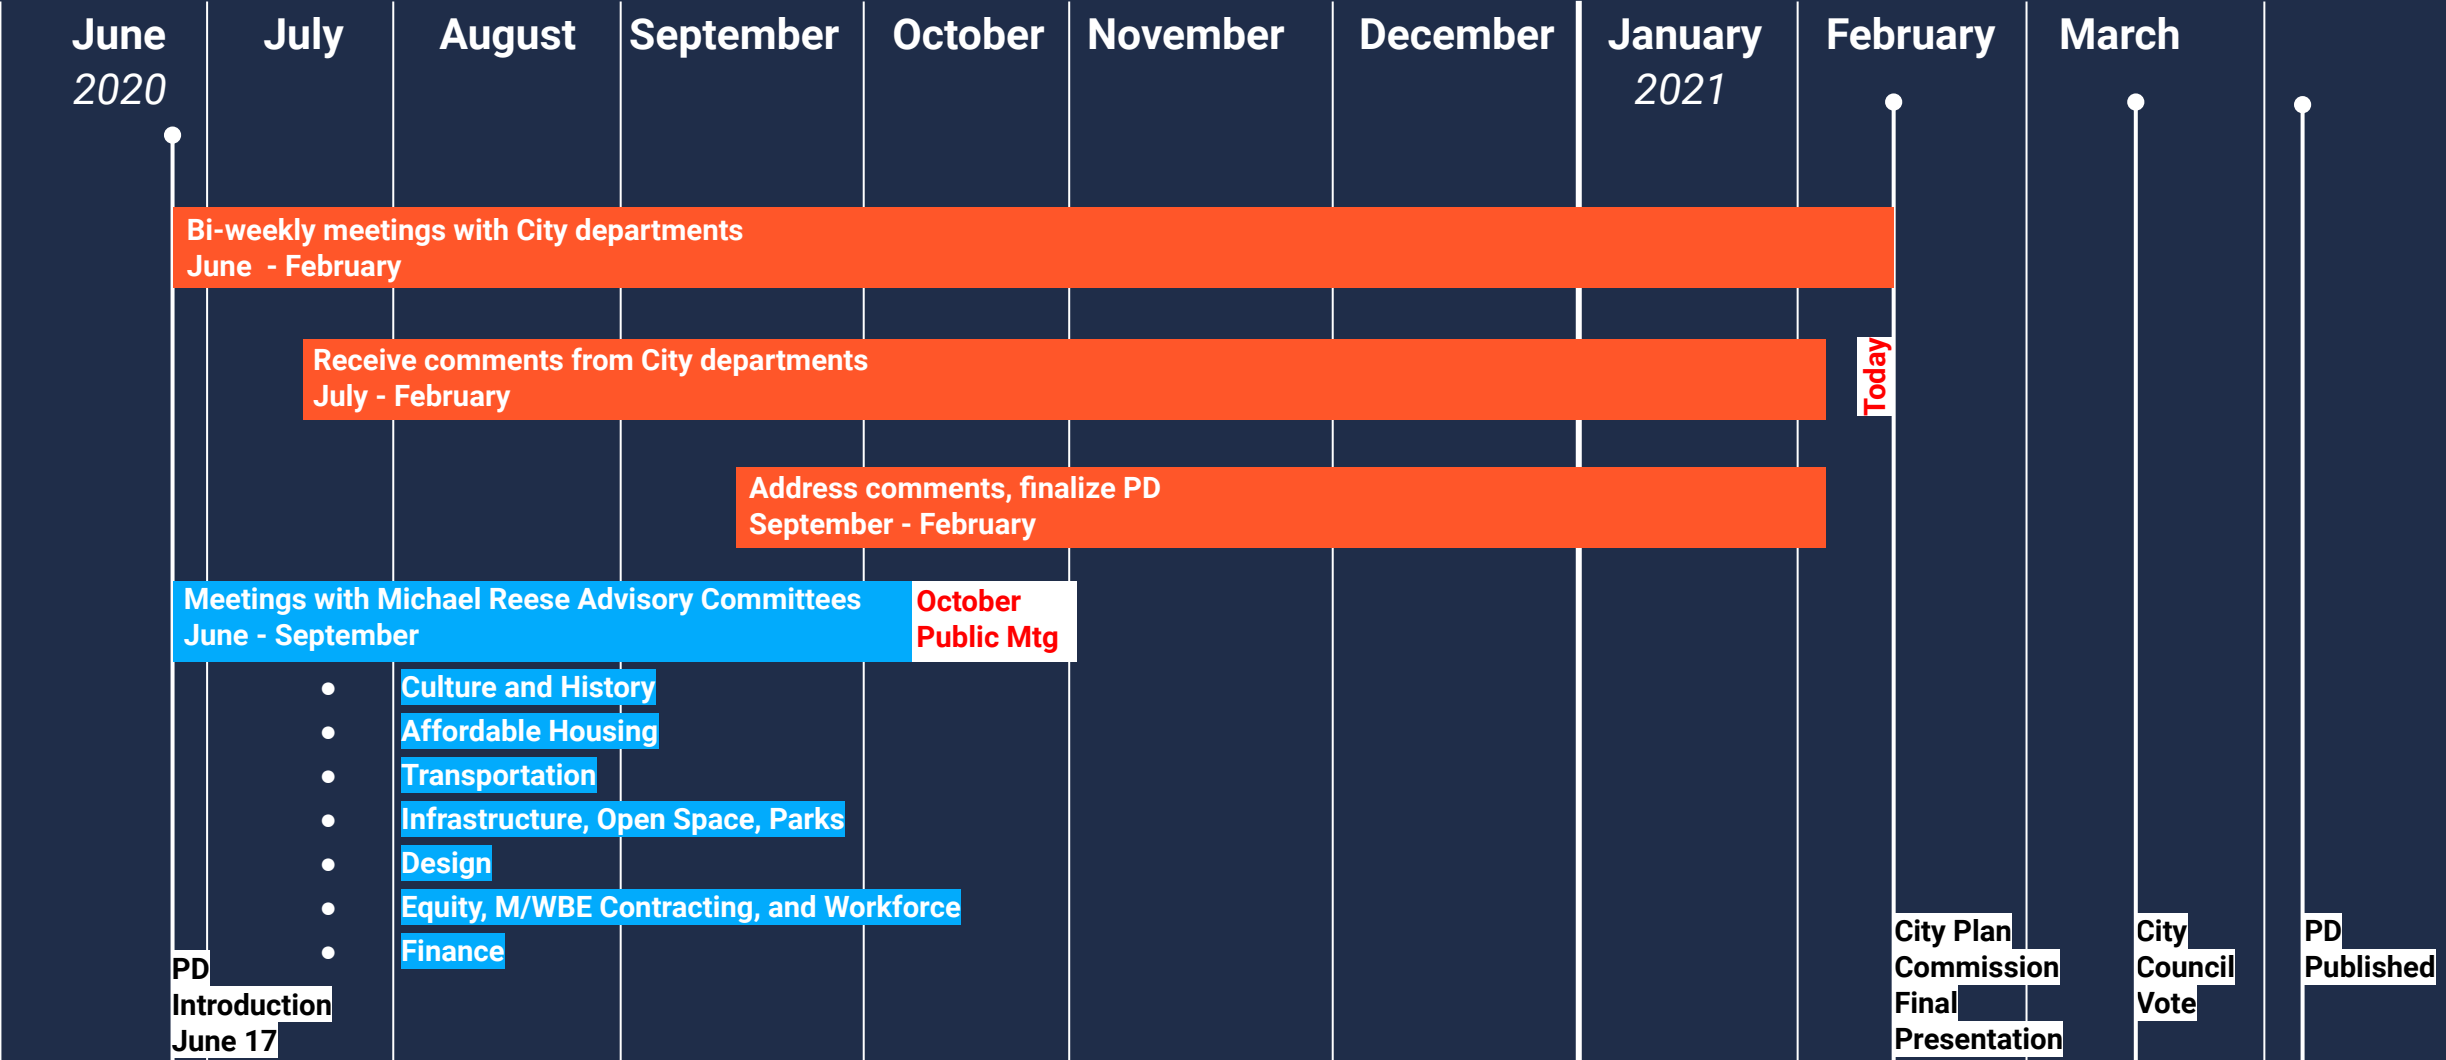 June
2020
July
August
September
October
November
December
January
2021
February
March
Bi-weekly meetings with City departments
June - February
Receive comments from City departments
July - February
Today
Address comments, finalize PD
September - February
Meetings with Michael Reese Advisory Committees
June - September
October
Public Mtg
Culture and History
Affordable Housing
Transportation
Infrastructure, Open Space, Parks
Design
Equity, M/WBE Contracting, and Workforce
Finance
PD
Introduction
June 17
City Plan
Commission
Final
Presentation
City
Council
Vote
PD
Published